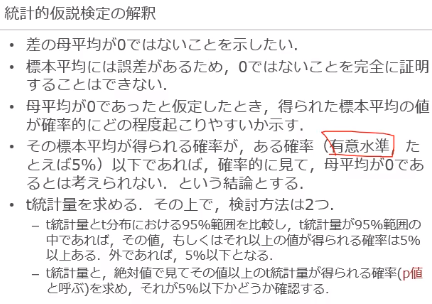 統計的仮説検定の解釈
• 差の母平均が0ではないことを示したい.
• 標本平均には誤差があるため，0ではないことを完全に証明
することはできない.
• 母平均が0であったと仮定したとき，得られた標本平均の値
が確率的にどの程度起こりやすいか示す.
• その標本平均が得られる確率が，ある確率（有意水準，た
とえば5%）以下であれば，確率的に見て，母平均が0であ
るとは考えられない. という結論とする.
• t統計量を求める. その上で，検討方法は2つ.
– t統計量とt分布における95%範囲を比較し，t統計量が95%範囲の
中であれば，その値，もしくはそれ以上の値が得られる確率は5%以
上ある. 外であれば，5%以下となる.
– t統計量と，絶対値で見てその値以上のt統計量が得られる確率(p値
と呼ぶ)を求め，それが5%以下かどうか確認する.